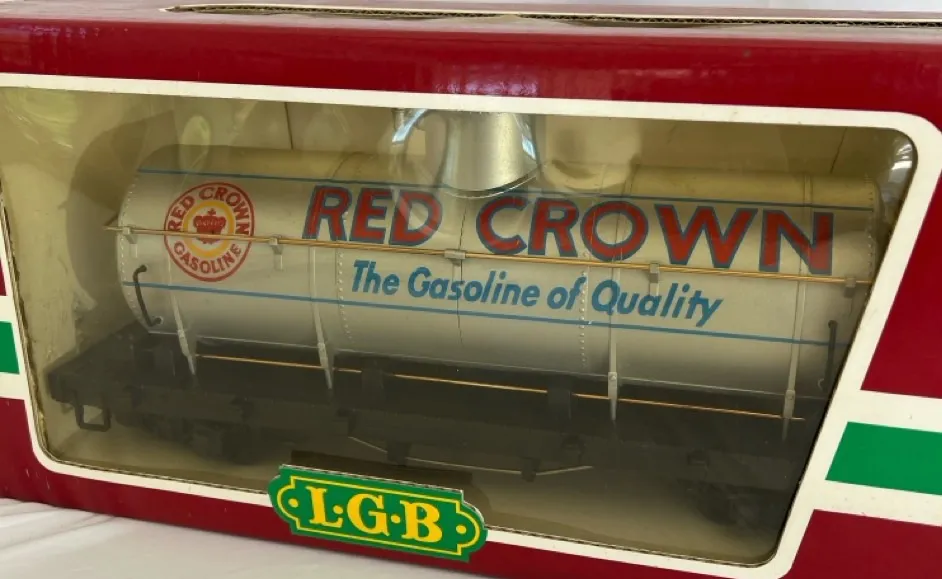 RED CROWN
GASOLINE
RED CROWN
The Gasoline of Quality
L·G·B